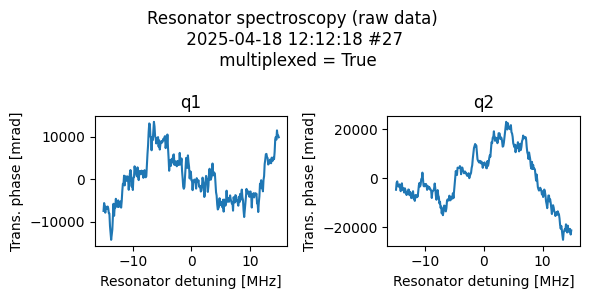 Resonator spectroscopy (raw data)
2025-04-18 12:12:18 #27
multiplexed = True
q1
q2
Trans. phase [mrad]
10000
0
−10000
−10
0
10
Resonator detuning [MHz]
Trans. phase [mrad]
20000
0
−20000
−10
0
10
Resonator detuning [MHz]